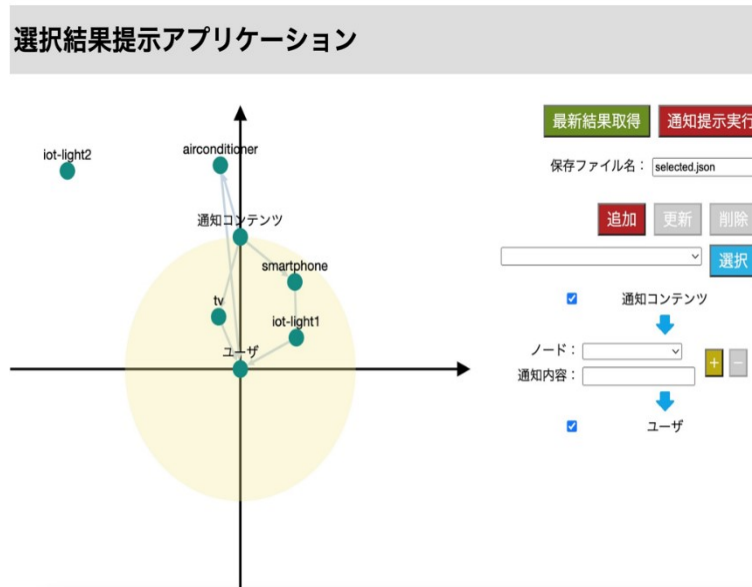 選択結果提示アプリケーション
最新結果取得
通知提示実行
iot-light2
airconditioner
保存ファイル名：
selected.json
通知コンテンツ
追加
更新
削除
選択
smartphone
tv
iot-light1
通知コンテンツ
ユーザ
ノード：
通知内容：
+
−
ユーザ